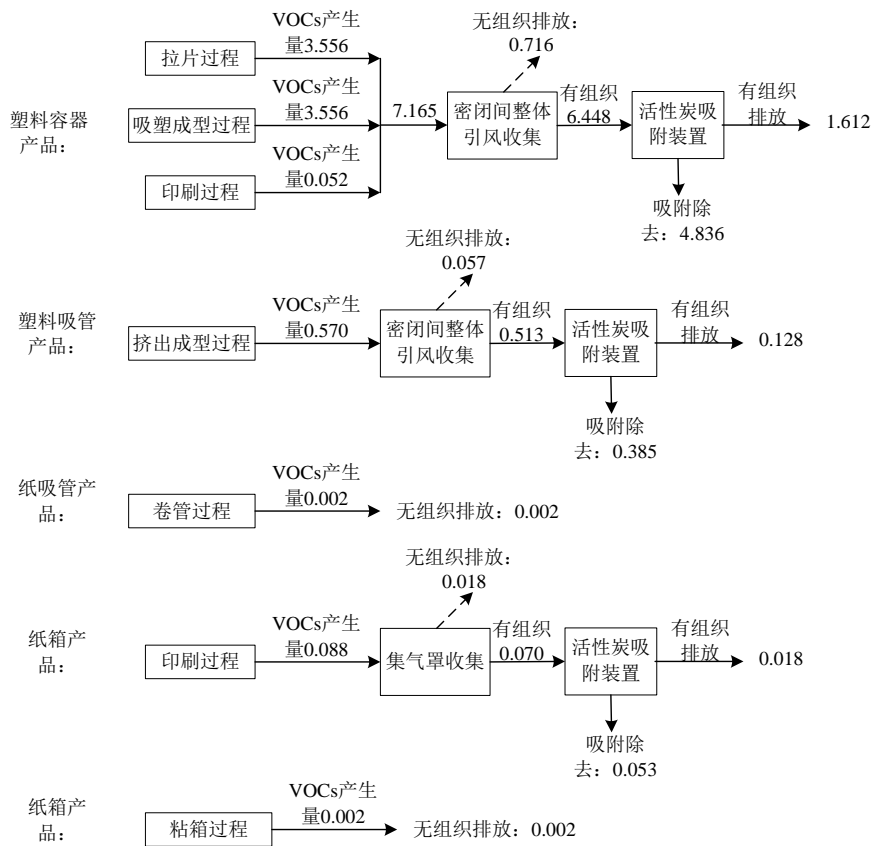 塑料容器
产品：
拉片过程
VOCs产生
量3.556
吸塑成型过程
VOCs产生
量3.556
印刷过程
VOCs产生
量0.052
7.165
无组织排放：
0.716
密闭间整体
引风收集
有组织
6.448
活性炭吸
附装置
有组织
排放
1.612
吸附除
去：4.836
塑料吸管
产品：
挤出成型过程
VOCs产生
量0.570
无组织排放：
0.057
密闭间整体
引风收集
有组织
0.513
活性炭吸
附装置
有组织
排放
0.128
吸附除
去：0.385
纸吸管产
品：
卷管过程
VOCs产生
量0.002
无组织排放：0.002
纸箱产
品：
印刷过程
VOCs产生
量0.088
无组织排放：
0.018
集气罩收集
有组织
0.070
活性炭吸
附装置
有组织
排放
0.018
吸附除
去：0.053
纸箱产
品：
粘箱过程
VOCs产生
量0.002
无组织排放：0.002